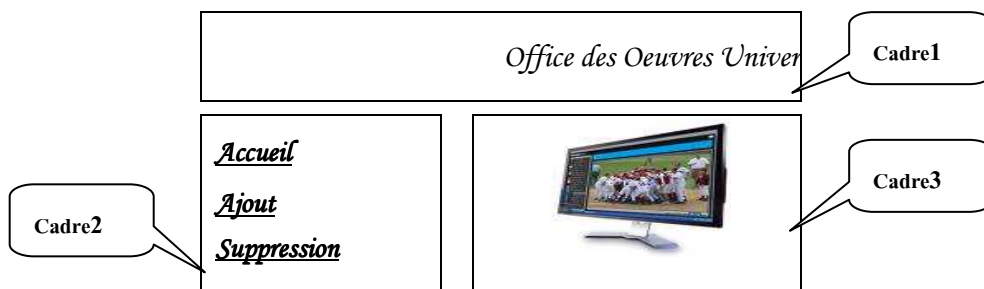 Office des Oeuvres Univer
Cadre1
Accueil
Ajout
Suppression
Cadre2
Cadre3